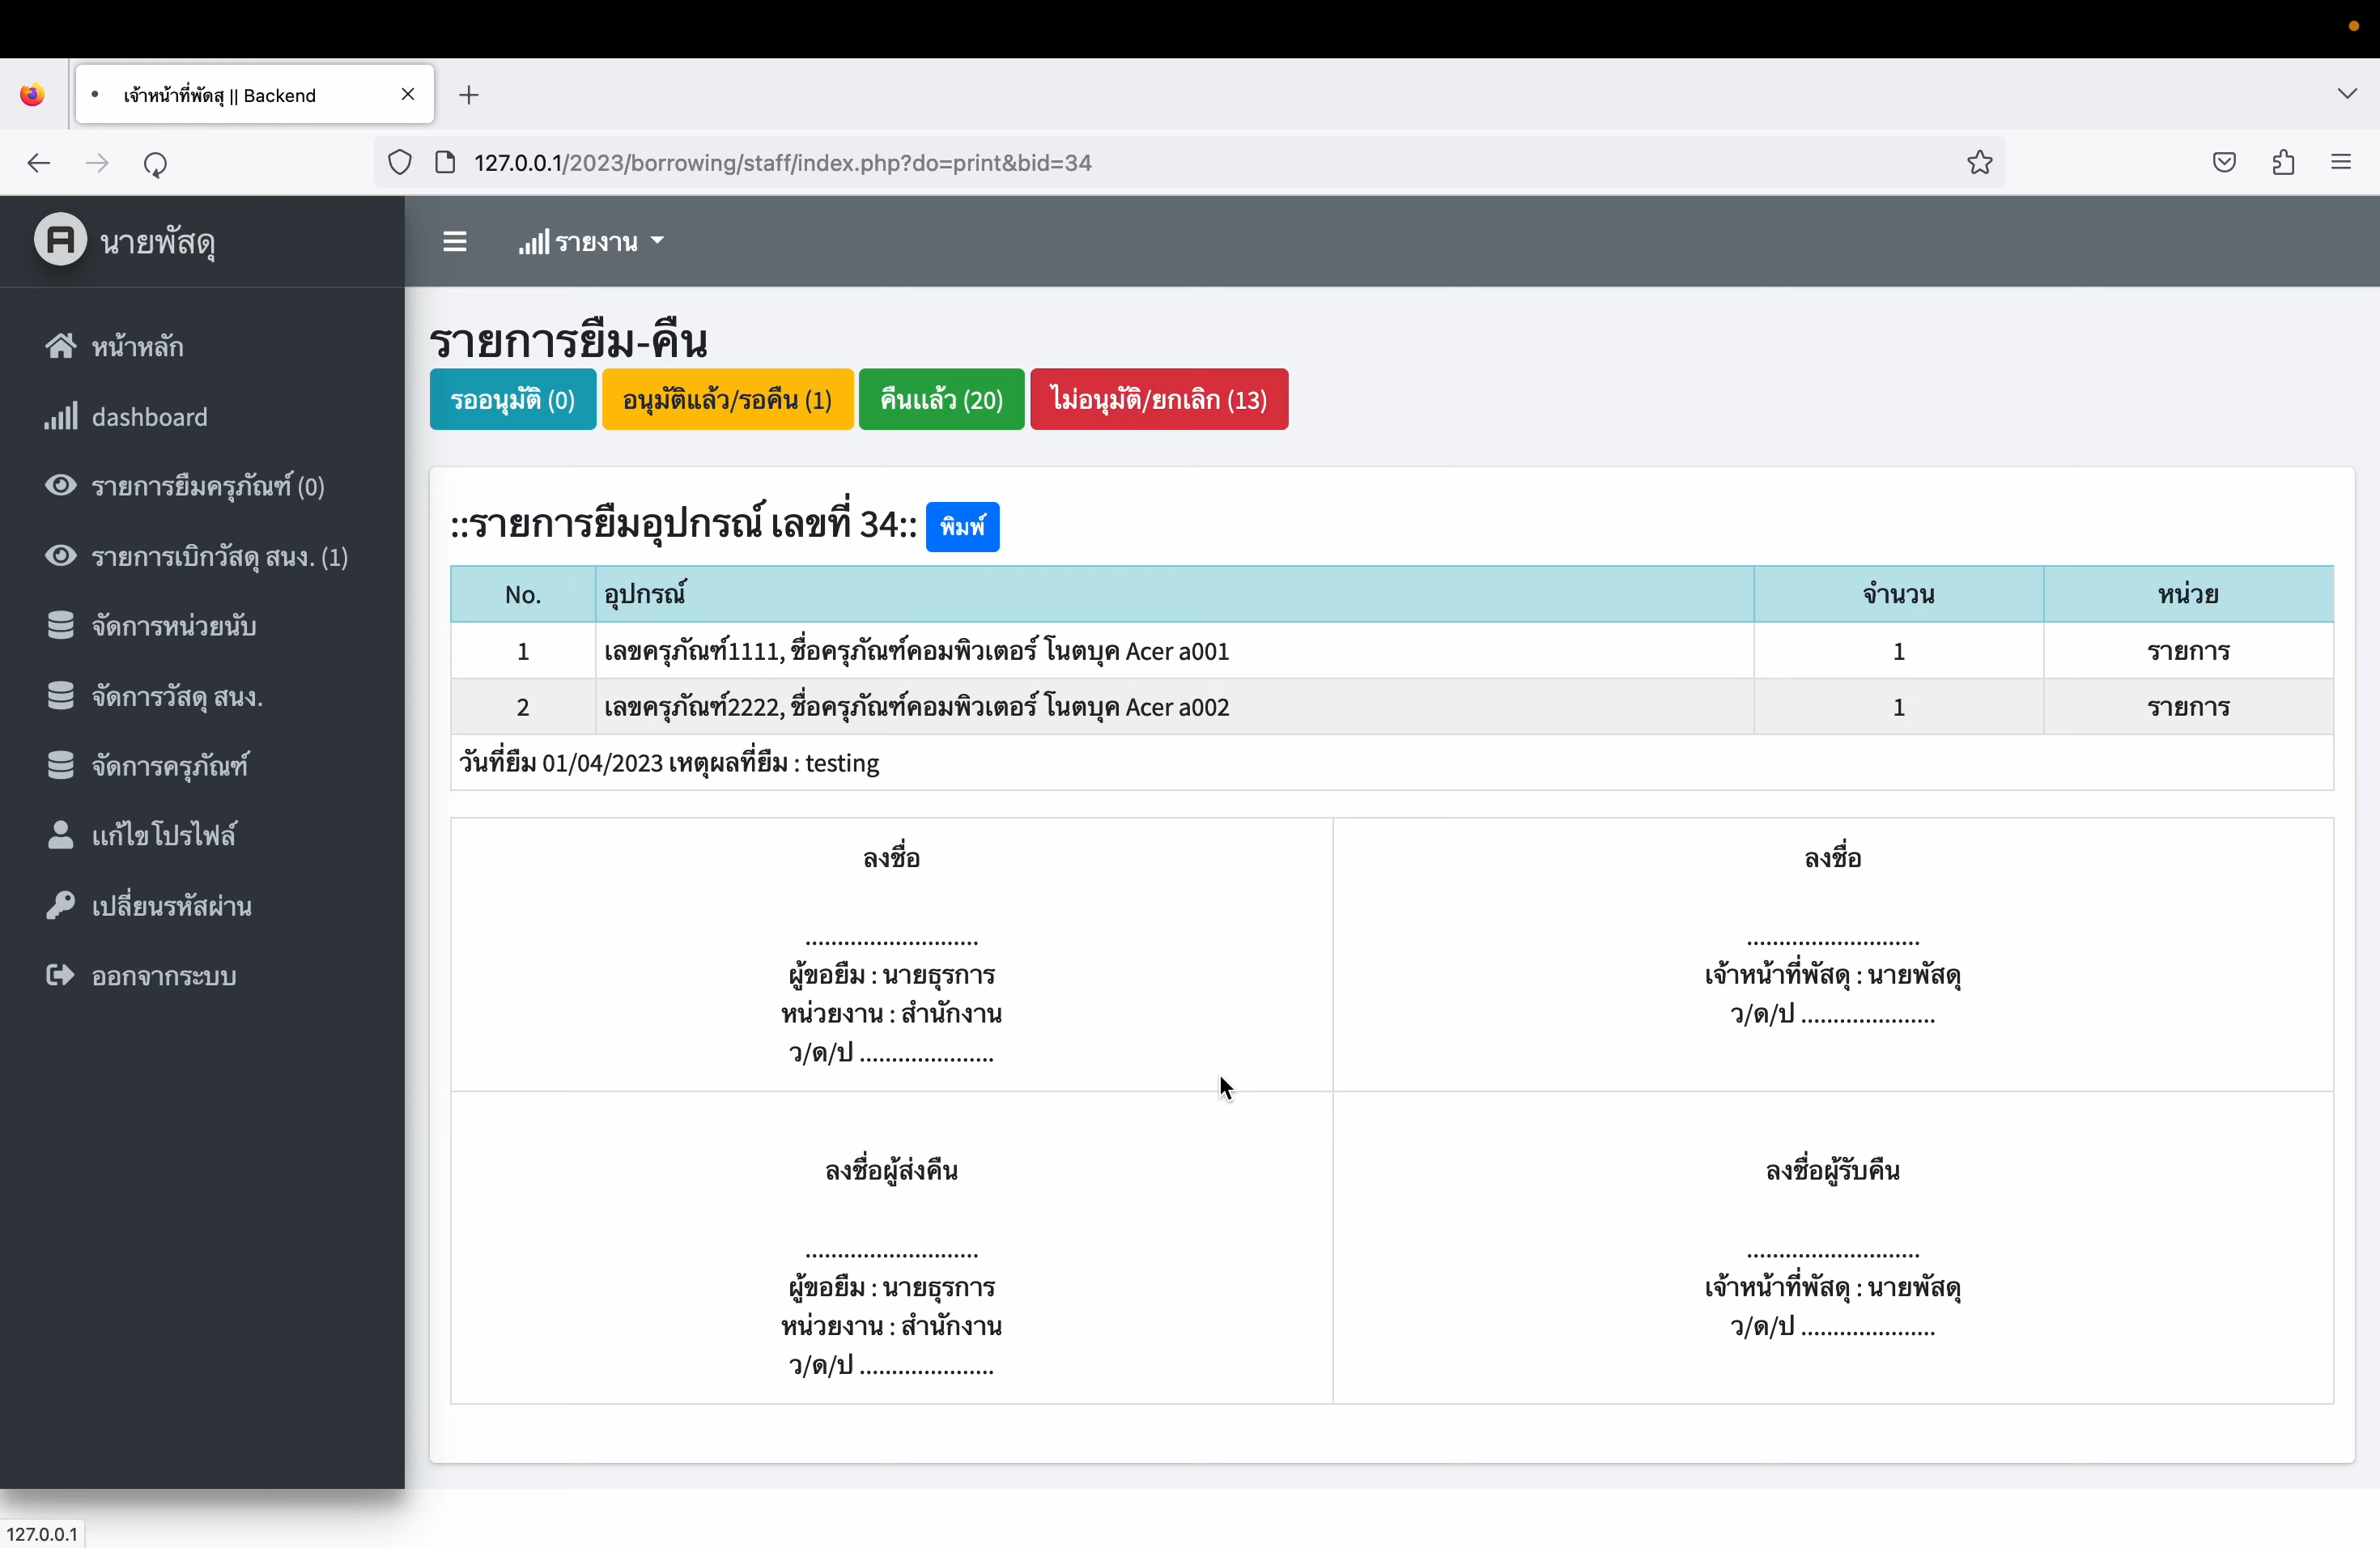 เจ้าหน้าที่พัดสุ || Backend
127.0.0.1/2023/borrowing/staff/index.php?do=print&bid=34
A นายพัสดุ
รายงาน
หน้าหลัก
dashboard
รายการยืมครุภัณฑ์ (0)
รายการเบิกวัสดุ สนง. (1)
จัดการหน่วยนับ
จัดการวัสดุ สนง.
จัดการครุภัณฑ์
แก้ไขโปรไฟล์
เปลี่ยนรหัสผ่าน
ออกจากระบบ
รายการยืม-คืน
รออนุมัติ (0) อนุมัติแล้ว/รอคืน (1) คืนแล้ว (20) ไม่อนุมัติ/ยกเลิก (13)
::รายการยืมอุปกรณ์ เลขที่ 34:: พิมพ์
No. อุปกรณ์ จำนวน หน่วย
1 เลขครุภัณฑ์1111, ชื่อครุภัณฑ์คอมพิวเตอร์ โนตบุค Acer a001 1 รายการ
2 เลขครุภัณฑ์2222, ชื่อครุภัณฑ์คอมพิวเตอร์ โนตบุค Acer a002 1 รายการ
วันที่ยืม 01/04/2023 เหตุผลที่ยืม : testing
ลงชื่อ
...........................
ผู้ขอยืม : นายธุรการ
หน่วยงาน : สำนักงาน
ว/ด/ป .....................
ลงชื่อ
...........................
เจ้าหน้าที่พัสดุ : นายพัสดุ
ว/ด/ป .....................
ลงชื่อผู้ส่งคืน
...........................
ผู้ขอยืม : นายธุรการ
หน่วยงาน : สำนักงาน
ว/ด/ป .....................
ลงชื่อผู้รับคืน
...........................
เจ้าหน้าที่พัสดุ : นายพัสดุ
ว/ด/ป .....................
127.0.0.1